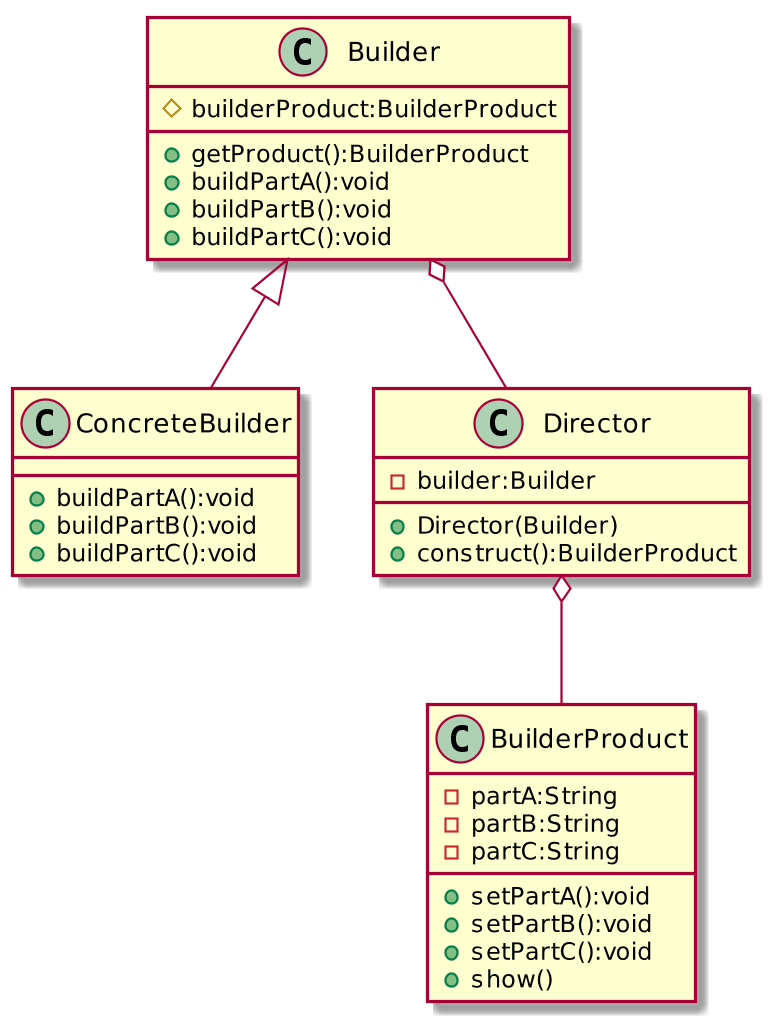 C Builder
builderProduct:BuilderProduct
getProduct():BuilderProduct
buildPartA():void
buildPartB():void
buildPartC():void
C ConcreteBuilder
buildPartA():void
buildPartB():void
buildPartC():void
C Director
builder:Builder
Director(Builder)
construct():BuilderProduct
C BuilderProduct
partA:String
partB:String
partC:String
setPartA():void
setPartB():void
setPartC():void
show()